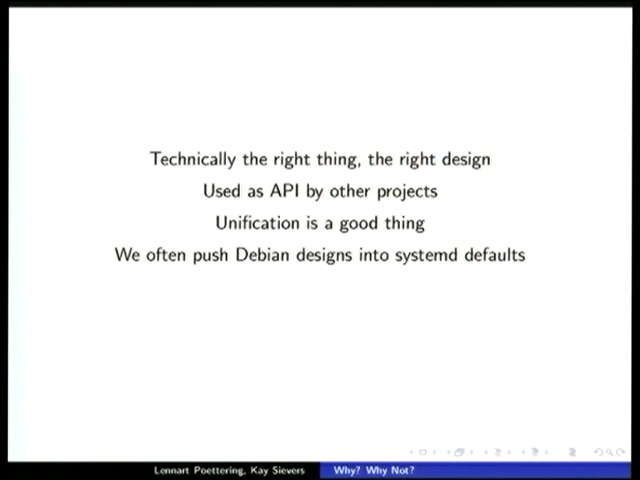 Technically the right thing, the right design
Used as API by other projects
Unification is a good thing
We often push Debian designs into systemd defaults
Lennart Poettering, Kay Sievers
Why? Why Not?